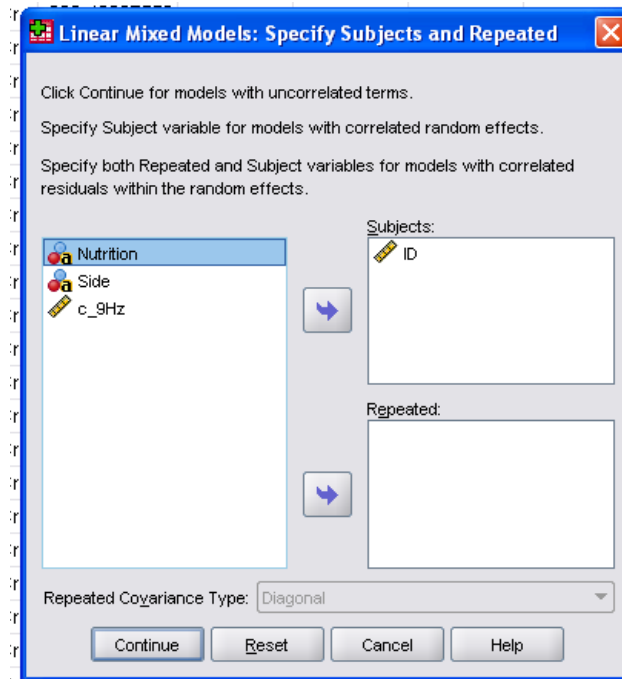 Linear Mixed Models: Specify Subjects and Repeated
Click Continue for models with uncorrelated terms.
Specify Subject variable for models with correlated random effects.
Specify both Repeated and Subject variables for models with correlated
residuals within the random effects.
Subjects:
Nutrition
Side
c_9Hz
ID
Repeated:
Repeated Covariance Type: Diagonal
Continue Reset Cancel Help